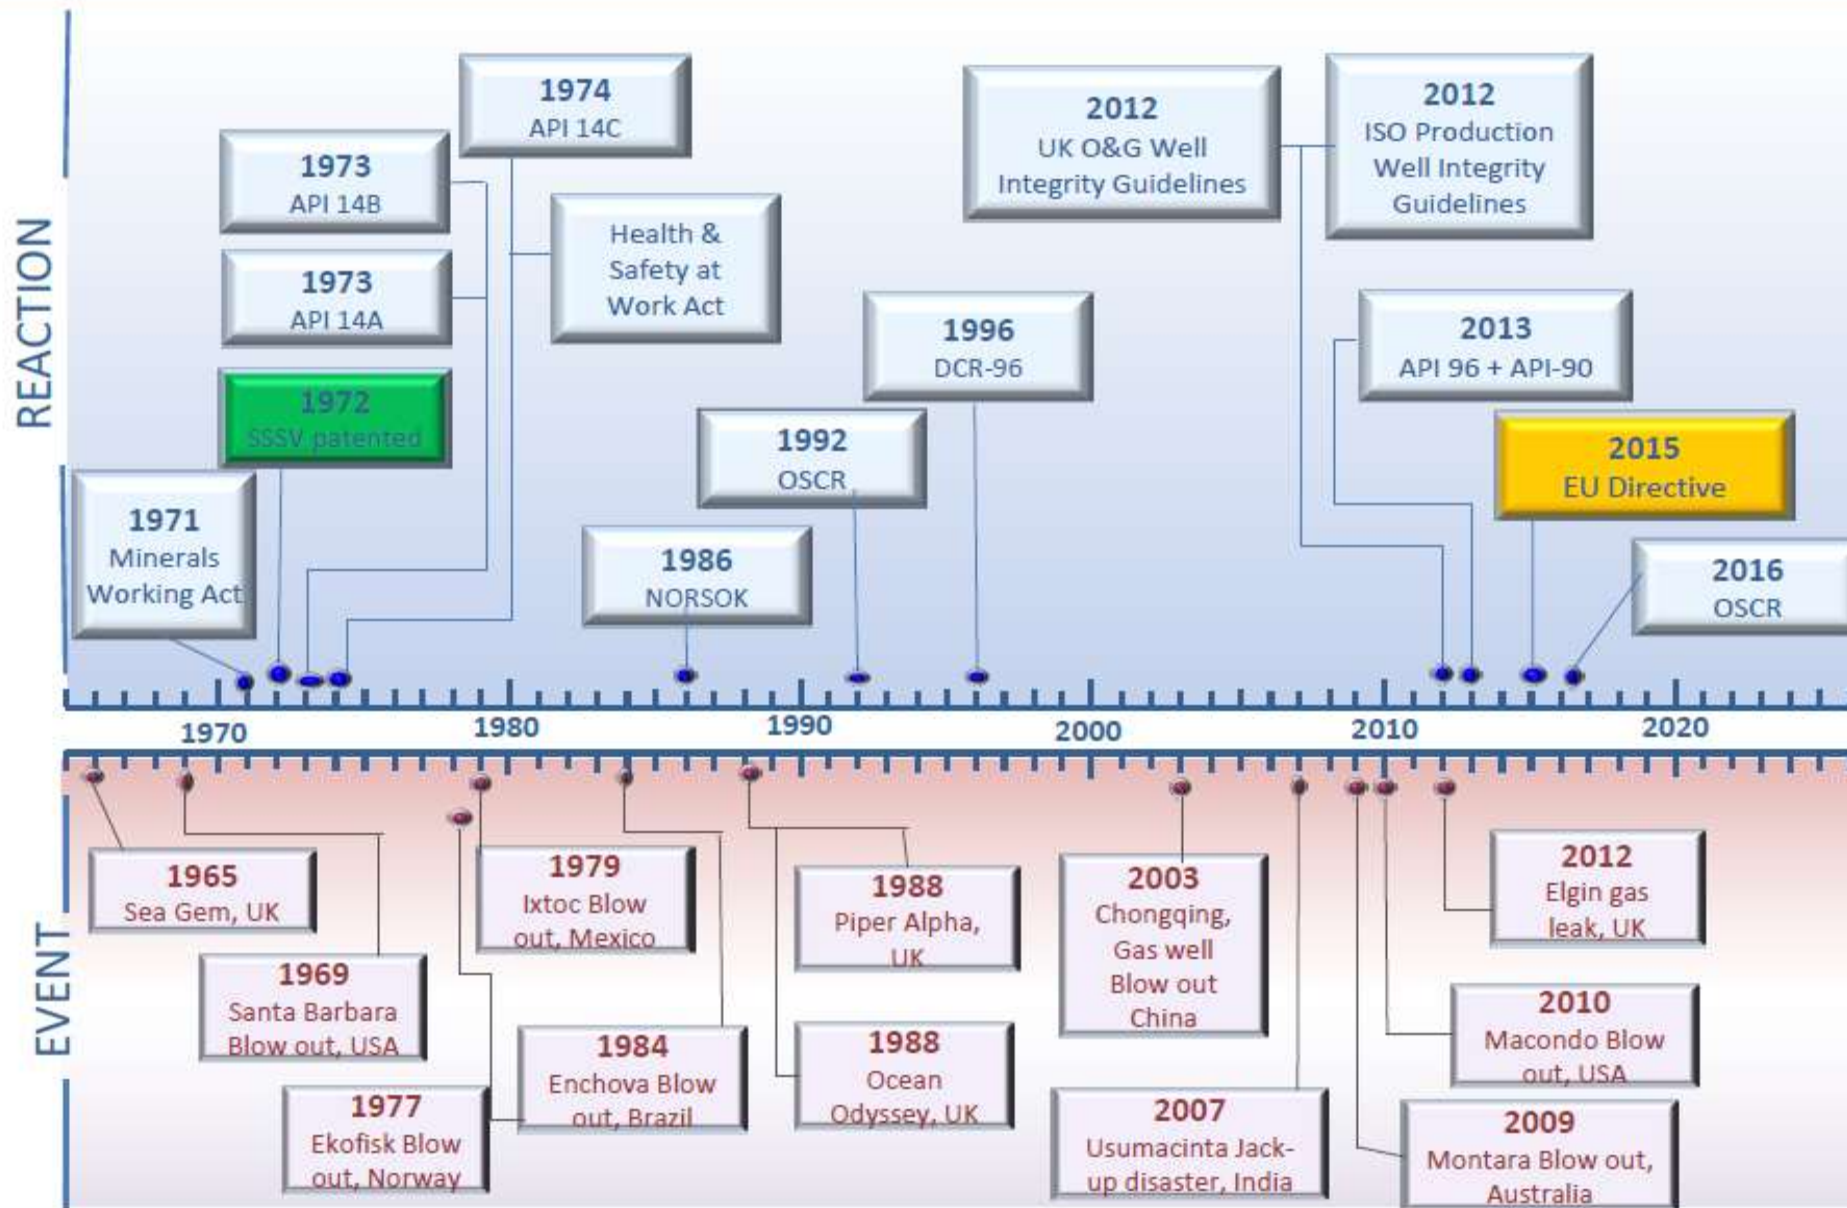 REACTION
1971
Minerals
Working Act
1972
SSSV patented
1973
API 14A
1973
API 14B
1974
API 14C
Health &
Safety at
Work Act
1986
NORSOK
1992
OSCR
1996
DCR-96
2012
UK O&G Well
Integrity Guidelines
2012
ISO Production
Well Integrity
Guidelines
2013
API 96 + API-90
2015
EU Directive
2016
OSCR
1970
1980
1990
2000
2010
2020
EVENT
1965
Sea Gem, UK
1969
Santa Barbara
Blow out, USA
1977
Ekofisk Blow
out, Norway
1979
Ixtoc Blow
out, Mexico
1984
Enchova Blow
out, Brazil
1988
Piper Alpha,
UK
1988
Ocean
Odyssey, UK
2003
Chongqing,
Gas well
Blow out
China
2007
Usumacinta Jack-
up disaster, India
2012
Elgin gas
leak, UK
2010
Macondo Blow
out, USA
2009
Montara Blow out,
Australia